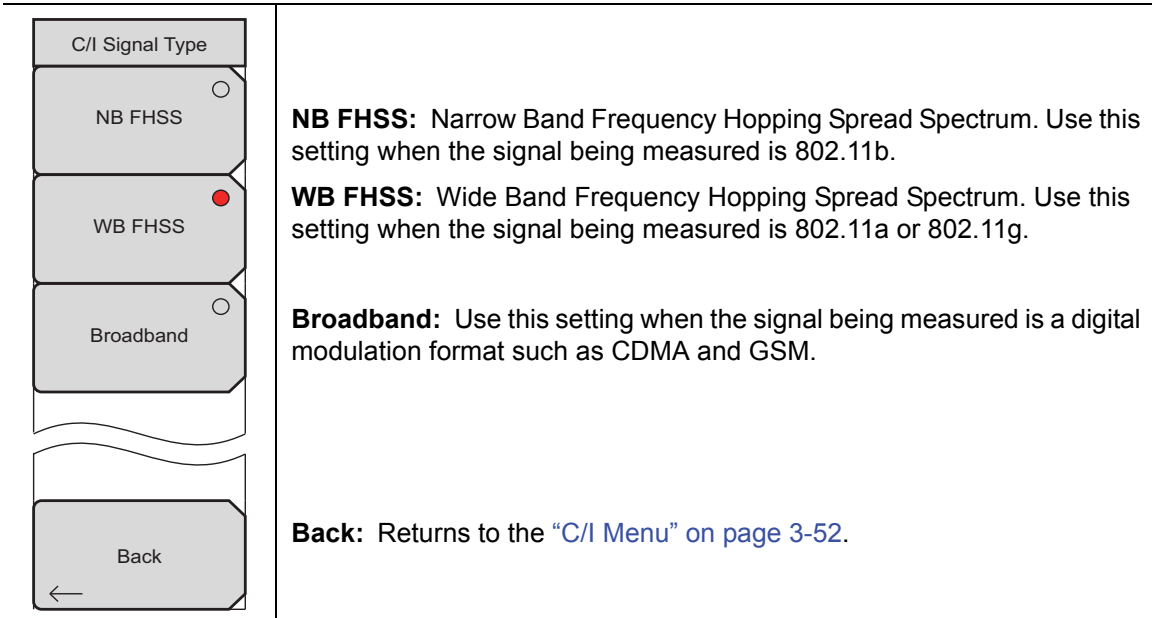 C/I Signal Type
NB FHSS
WB FHSS
Broadband
Back
NB FHSS: Narrow Band Frequency Hopping Spread Spectrum. Use this
setting when the signal being measured is 802.11b.
WB FHSS: Wide Band Frequency Hopping Spread Spectrum. Use this
setting when the signal being measured is 802.11a or 802.11g.
Broadband: Use this setting when the signal being measured is a digital
modulation format such as CDMA and GSM.
Back: Returns to the “C/I Menu” on page 3-52.